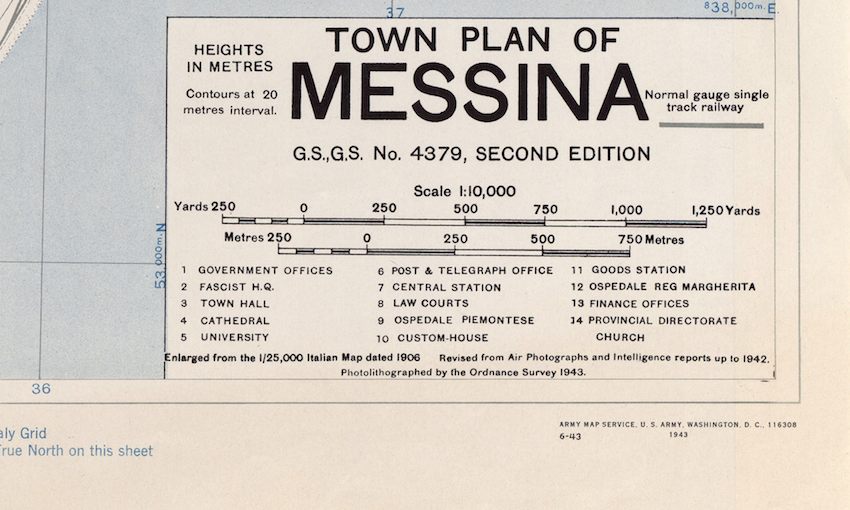 37
838,000m. E.
HEIGHTS
IN METRES
Contours at 20
metres interval.
TOWN PLAN OF
MESSINA
Normal gauge single
track railway
G.S.,G.S. No. 4379, SECOND EDITION
Scale 1:10,000
Yards 250 0 250 500 750 1,000 1,250 Yards
Metres 250 0 250 500 750 Metres
53,000m. N
1 GOVERNMENT OFFICES
2 FASCIST H.Q.
3 TOWN HALL
4 CATHEDRAL
5 UNIVERSITY
6 POST & TELEGRAPH OFFICE
7 CENTRAL STATION
8 LAW COURTS
9 OSPEDALE PIEMONTESE
10 CUSTOM-HOUSE
11 GOODS STATION
12 OSPEDALE REG MARGHERITA
13 FINANCE OFFICES
14 PROVINCIAL DIRECTORATE
CHURCH
Enlarged from the 1/25,000 Italian Map dated 1906 Revised from Air Photographs and Intelligence reports up to 1942.
Photolithographed by the Ordnance Survey 1943.
36
aly Grid
True North on this sheet
ARMY MAP SERVICE, U. S. ARMY, WASHINGTON, D. C., 116308
6-43 1943